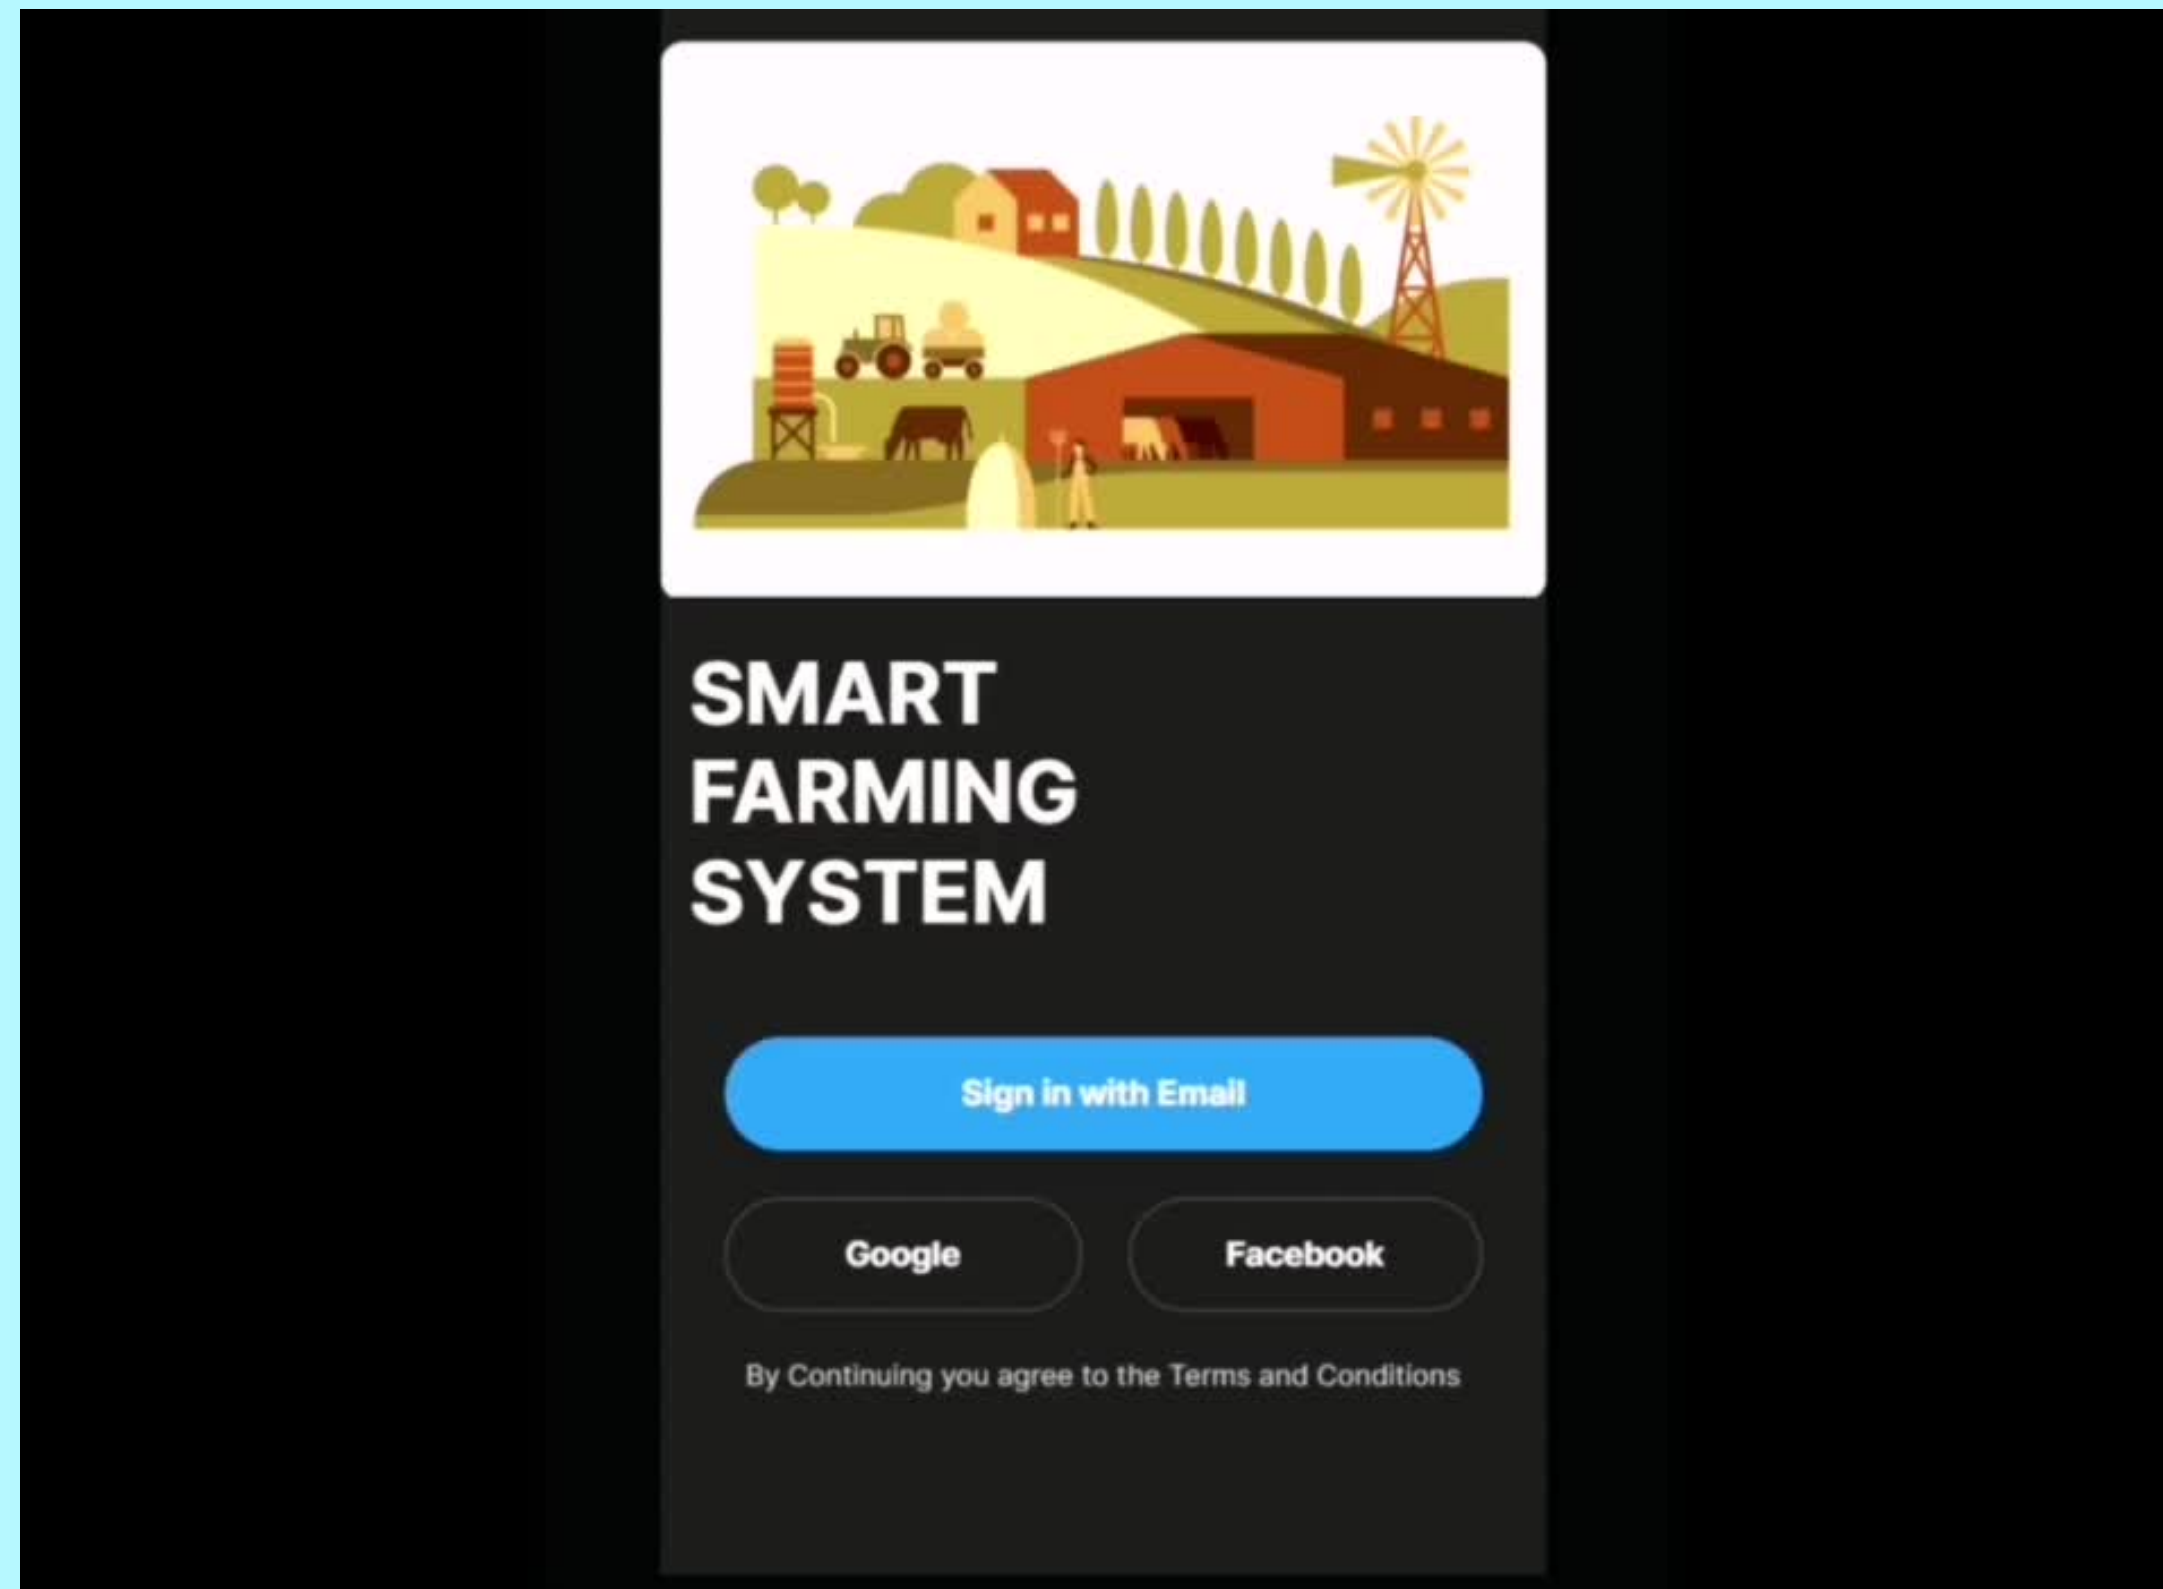 SMART
FARMING
SYSTEM
Sign in with Email
Google
Facebook
By Continuing you agree to the Terms and Conditions